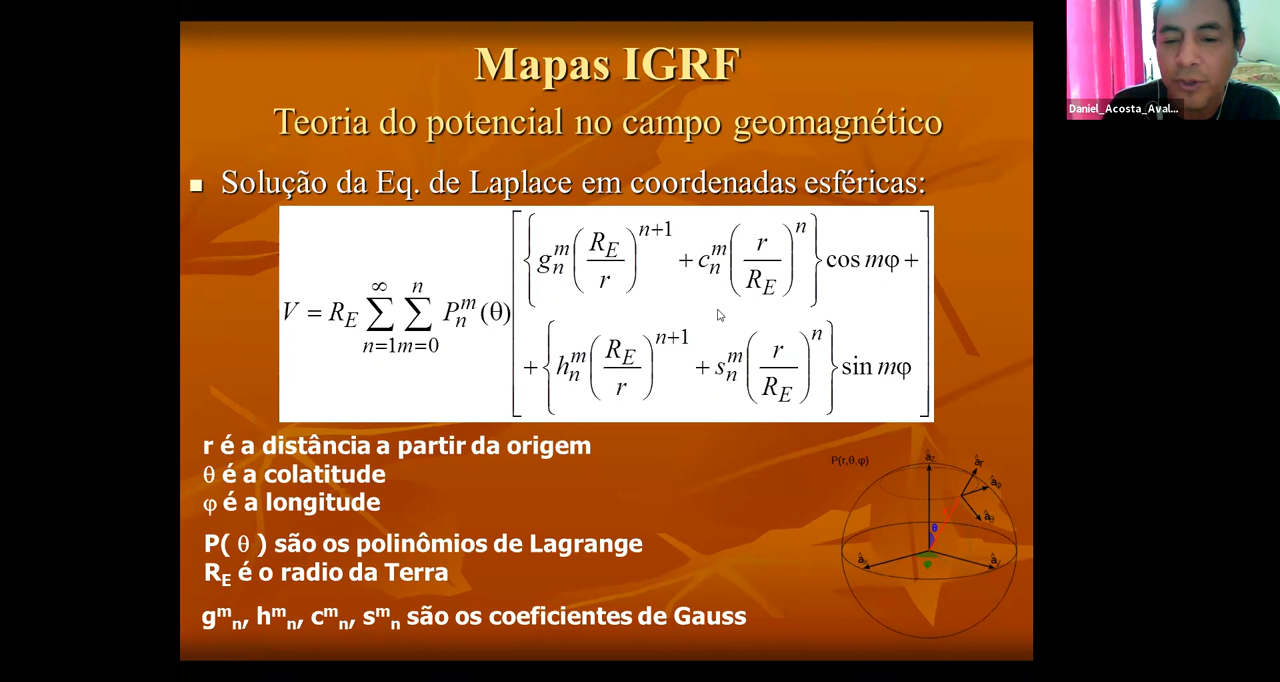 Mapas IGRF
Teoria do potencial no campo geomagnético
Solução da Eq. de Laplace em coordenadas esféricas:
V = R_E ∑_{n=1}^{∞} ∑_{m=0}^{n} P_n^m (θ) [ { g_n^m (R_E / r)^{n+1} + c_n^m (r / R_E)^n } cos mφ +
+ { h_n^m (R_E / r)^{n+1} + s_n^m (r / R_E)^n } sin mφ ]
r é a distância a partir da origem
θ é a colatitude
φ é a longitude
P( θ ) são os polinômios de Lagrange
R_E é o radio da Terra
g^m_n, h^m_n, c^m_n, s^m_n são os coeficientes de Gauss
P(r,θ,φ)
θ
φ
Daniel_Acosta_Aval...